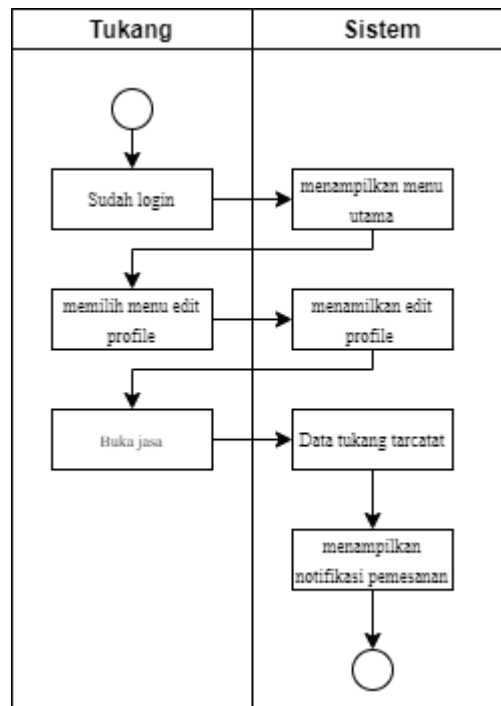 Tukang
Sistem
Sudah login
menampilkan menu
utama
memilih menu edit
profile
menamilkan edit
profile
Buka jasa
Data tukang tarcatat
menampilkan
notifikasi pemesanan